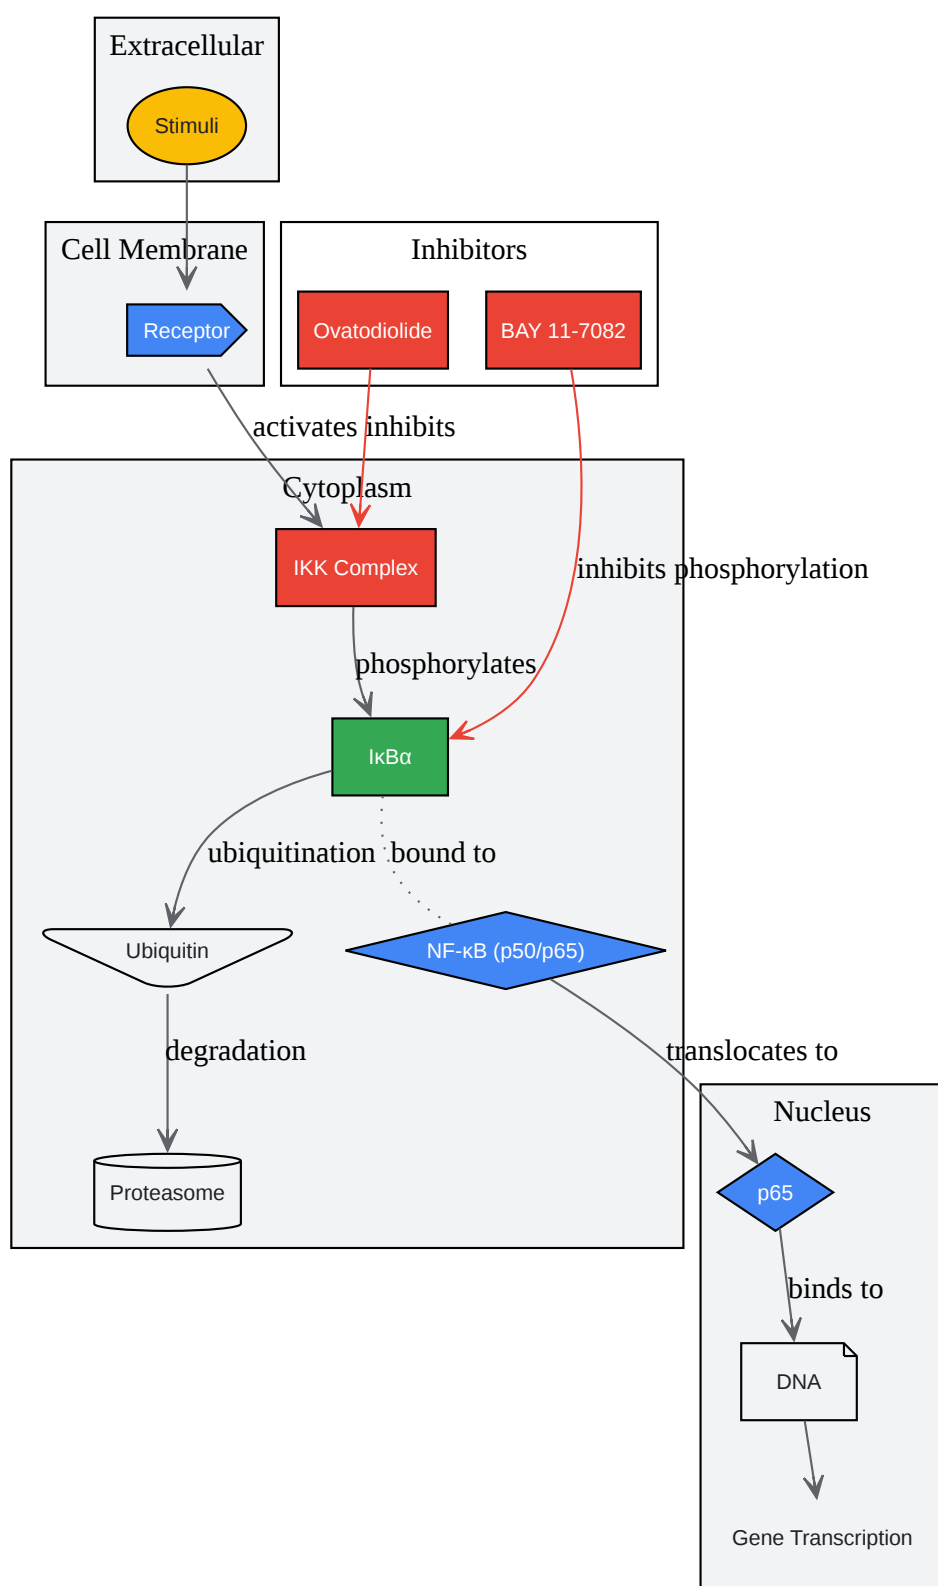 Extracellular
Stimuli
Cell Membrane
Receptor
Inhibitors
Ovatodiolide
BAY 11-7082
activates
inhibits
Cytoplasm
IKK Complex
inhibits phosphorylation
phosphorylates
IκBα
ubiquitination
bound to
Ubiquitin
NF-κB (p50/p65)
degradation
translocates to
Nucleus
Proteasome
p65
binds to
DNA
Gene Transcription